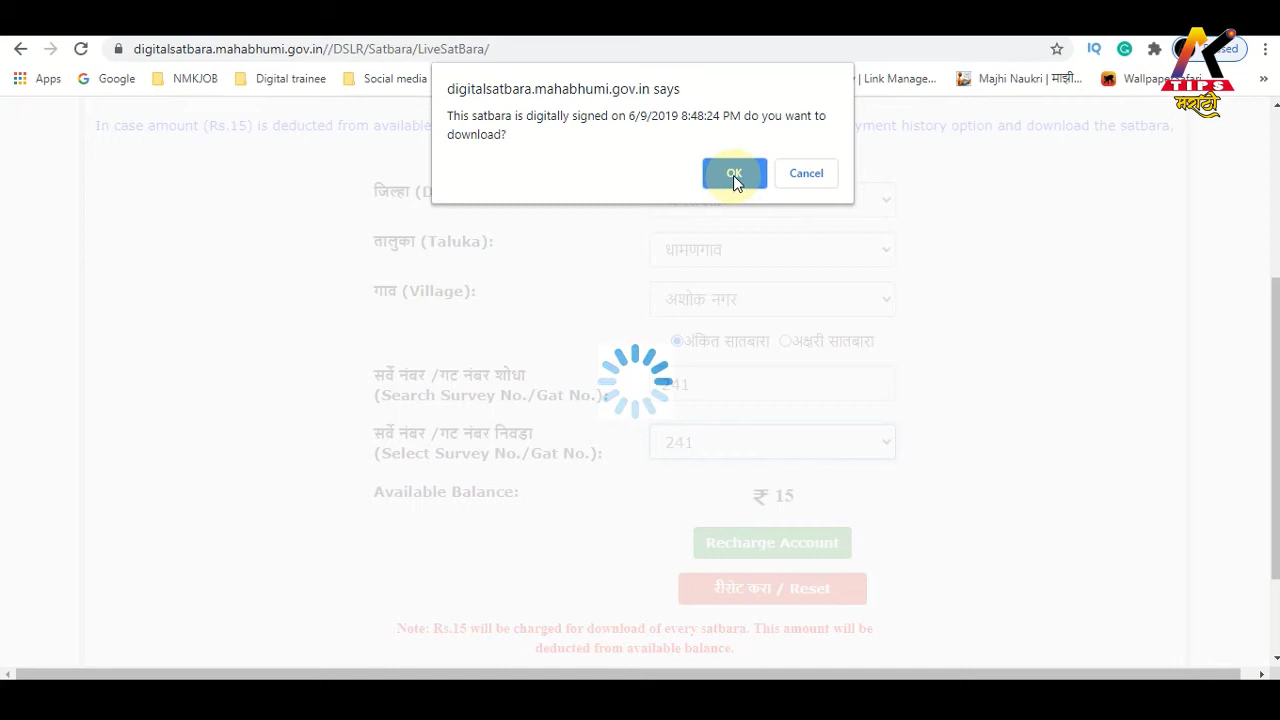 digitalsatbara.mahabhumi.gov.in//DSLR/Satbara/LiveSatBara/
Apps Google NMKJOB Digital trainee Social media Link Manage... Majhi Naukri | माझी... WallpaperSafari
TIPS
मराठी
digitalsatbara.mahabhumi.gov.in says
This satbara is digitally signed on 6/9/2019 8:48:24 PM do you want to
download?
OK Cancel
In case amount (Rs.15) is deducted from available yment history option and download the satbara,
जिल्हा (D
तालुका (Taluka): धामणगाव
गाव (Village): अशोक नगर
अंकित सातबारा अक्षरी सातबारा
सर्वे नंबर /गट नंबर शोधा
(Search Survey No./Gat No.): 241
सर्वे नंबर /गट नंबर निवडा
(Select Survey No./Gat No.): 241
Available Balance: ₹ 15
Recharge Account
रीसेट करा / Reset
Note: Rs.15 will be charged for download of every satbara. This amount will be
deducted from available balance.